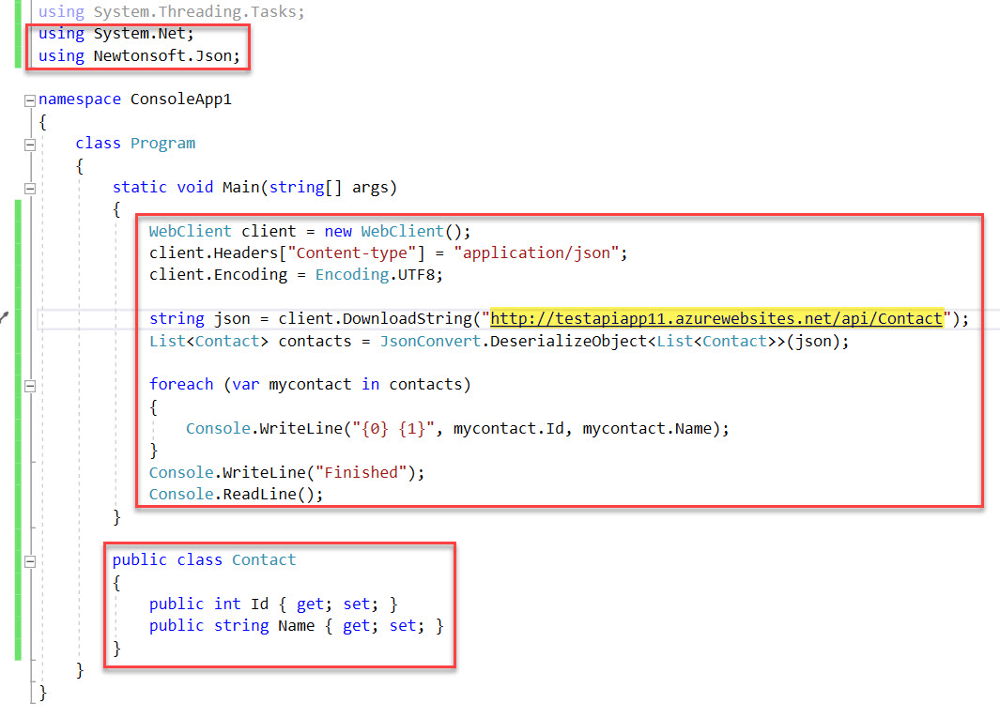 using System.Threading.Tasks;
using System.Net;
using Newtonsoft.Json;
namespace ConsoleApp1
{
class Program
{
static void Main(string[] args)
{
WebClient client = new WebClient();
client.Headers["Content-type"] = "application/json";
client.Encoding = Encoding.UTF8;
string json = client.DownloadString("http://testapiapp11.azurewebsites.net/api/Contact");
List<Contact> contacts = JsonConvert.DeserializeObject<List<Contact>>(json);
foreach (var mycontact in contacts)
{
Console.WriteLine("{0} {1}", mycontact.Id, mycontact.Name);
}
Console.WriteLine("Finished");
Console.ReadLine();
}
public class Contact
{
public int Id { get; set; }
public string Name { get; set; }
}
}
}